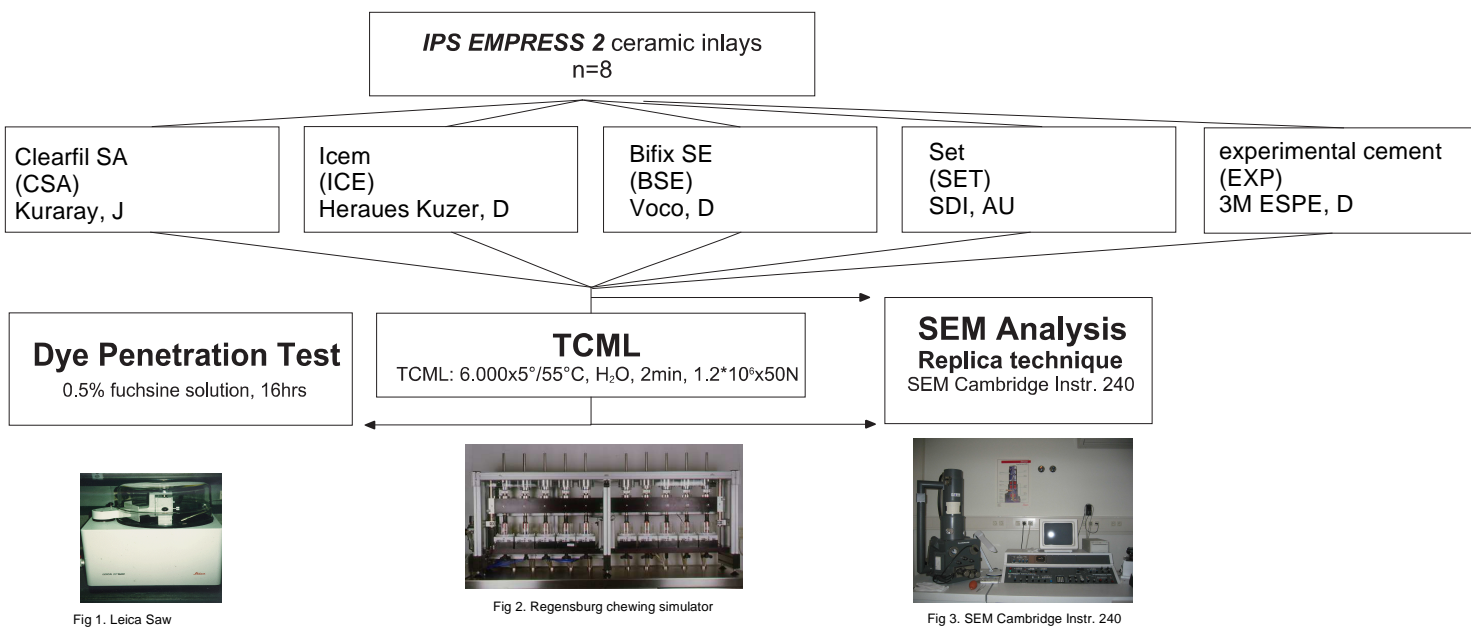 IPS EMPRESS 2 ceramic inlays
n=8
Clearfil SA
(CSA)
Kuraray, J
Icem
(ICE)
Heraues Kuzer, D
Bifix SE
(BSE)
Voco, D
Set
(SET)
SDI, AU
experimental cement
(EXP)
3M ESPE, D
Dye Penetration Test
0.5% fuchsine solution, 16hrs
TCML
TCML: 6.000x5°/55°C, H₂O, 2min, 1.2*10⁶x50N
SEM Analysis
Replica technique
SEM Cambridge Instr. 240
Fig 1. Leica Saw
Fig 2. Regensburg chewing simulator
Fig 3. SEM Cambridge Instr. 240